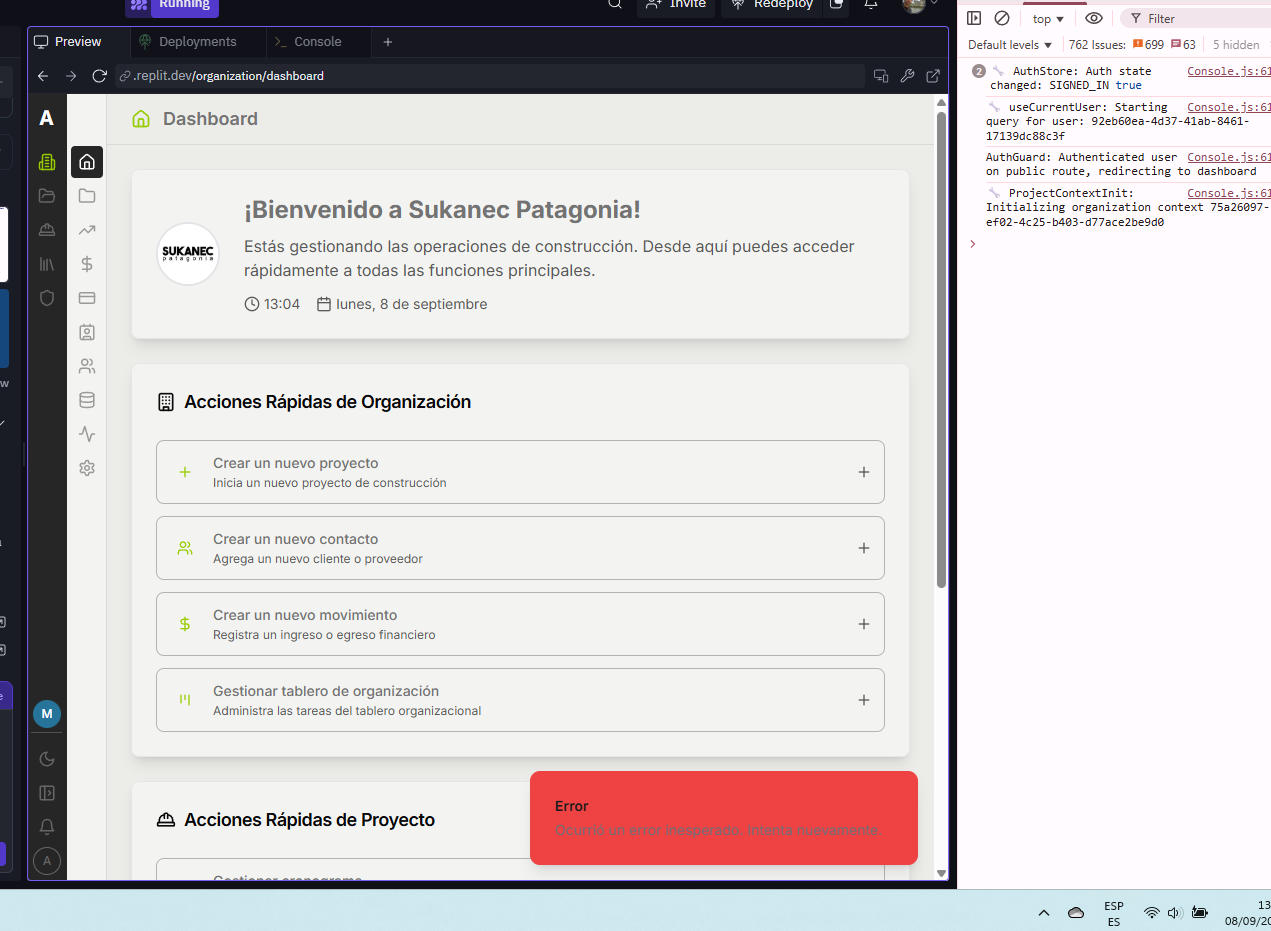 Running
Invite
Redeploy
Preview
Deployments
Console
.replit.dev/organization/dashboard
A
Dashboard
¡Bienvenido a Sukanec Patagonia!
SUKANEC
patagonia
Estás gestionando las operaciones de construcción. Desde aquí puedes acceder
rápidamente a todas las funciones principales.
13:04 lunes, 8 de septiembre
Acciones Rápidas de Organización
Crear un nuevo proyecto
Inicia un nuevo proyecto de construcción
Crear un nuevo contacto
Agrega un nuevo cliente o proveedor
Crear un nuevo movimiento
Registra un ingreso o egreso financiero
Gestionar tablero de organización
Administra las tareas del tablero organizacional
M
Acciones Rápidas de Proyecto
Error
Ocurrió un error inesperado. Intenta nuevamente.
Gestionar cronograma
A
top
Filter
Default levels
762 Issues: 699 63
5 hidden
2 AuthStore: Auth state Console.js:61
changed: SIGNED_IN true
useCurrentUser: Starting Console.js:61
query for user: 92eb60ea-4d37-41ab-8461-
17139dc88c3f
AuthGuard: Authenticated user Console.js:61
on public route, redirecting to dashboard
ProjectContextInit: Console.js:61
Initializing organization context 75a26097-
ef02-4c25-b403-d77ace2be9d0
ESP
ES
13
08/09/20